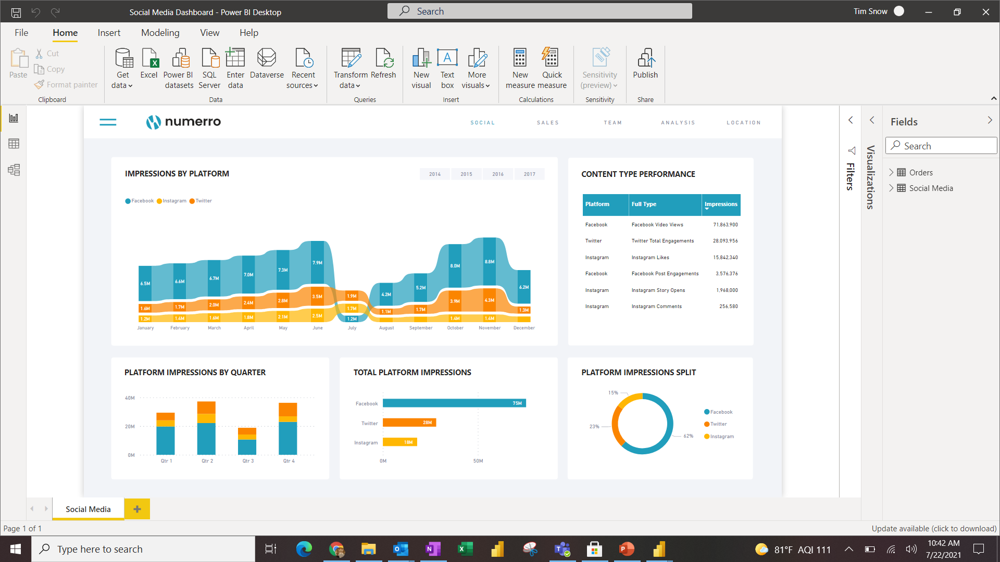 Social Media Dashboard - Power BI Desktop
Search
Tim Snow
File
Home
Insert
Modeling
View
Help
Paste
Cut
Copy
Format painter
Clipboard
Get data
Excel
Power BI datasets
SQL Server
Enter data
Dataverse
Recent sources
Data
Transform data
Refresh
Queries
New visual
Text box
More visuals
Insert
New measure
Quick measure
Calculations
Sensitivity (preview)
Sensitivity
Publish
Share
numerro
SOCIAL
SALES
TEAM
ANALYSIS
LOCATION
IMPRESSIONS BY PLATFORM
2014
2015
2016
2017
Facebook
Instagram
Twitter
6.5M
6.6M
6.7M
7.0M
7.3M
7.9M
1.9M
4.2M
5.2M
8.0M
8.8M
6.2M
1.6M
1.7M
2.0M
2.4M
2.8M
3.5M
1.7M
1.1M
1.7M
3.9M
4.3M
1.3M
1.2M
1.4M
1.6M
1.8M
2.1M
2.5M
1.2M
1.4M
1.4M
January
February
March
April
May
June
July
August
September
October
November
December
CONTENT TYPE PERFORMANCE
Platform Full Type Impressions
Facebook Facebook Video Views 71,863,900
Twitter Twitter Total Engagements 28,093,956
Instagram Instagram Likes 15,842,340
Facebook Facebook Post Engagements 3,576,376
Instagram Instagram Story Opens 1,968,000
Instagram Instagram Comments 256,580
PLATFORM IMPRESSIONS BY QUARTER
40M
20M
0M
Qtr 1
Qtr 2
Qtr 3
Qtr 4
TOTAL PLATFORM IMPRESSIONS
Facebook 75M
Twitter 28M
Instagram 18M
0M
50M
PLATFORM IMPRESSIONS SPLIT
15%
23%
62%
Facebook
Twitter
Instagram
Filters
Visualizations
Fields
Search
Orders
Social Media
Social Media
Page 1 of 1
Update available (click to download)
Type here to search
81°F AQI 111
10:42 AM
7/22/2021